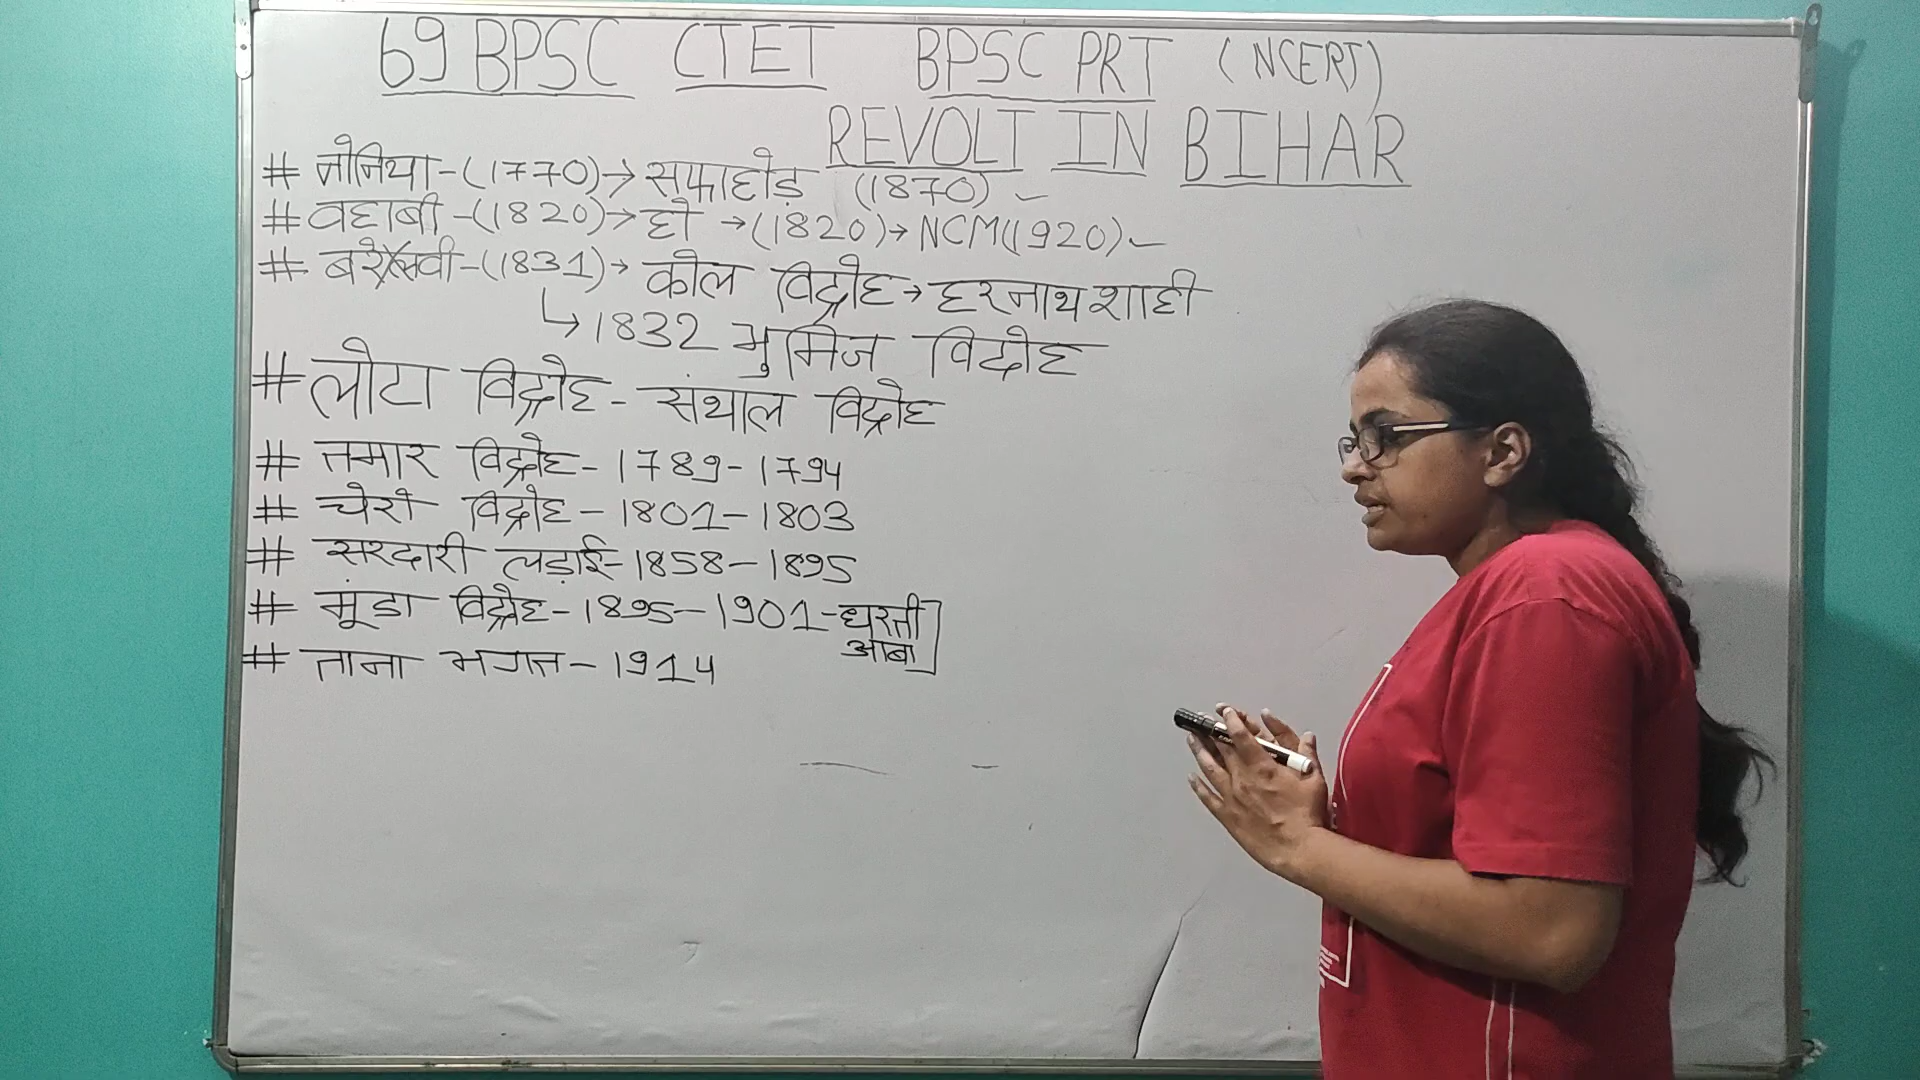 69 BPSC CTET BPSC PRT (NCERT)
REVOLT IN BIHAR
# नोनिया-(1770)→ सफाहोड़ (1870)
# वहाबी-(1820)→ हो →(1820)→ NCM(1920)
# बरेलवी-(1831)→ कोल विद्रोह→ हरनाथ शाही
↳ 1832 भुमिज विद्रोह
# लोटा विद्रोह - संथाल विद्रोह
# तमार विद्रोह- 1789-1794
# चेरो विद्रोह - 1801-1803
# सरदारी लड़ाई-1858-1895
# मुंडा विद्रोह-1895-1901-धरती
आबा
# ताना भगत - 1914